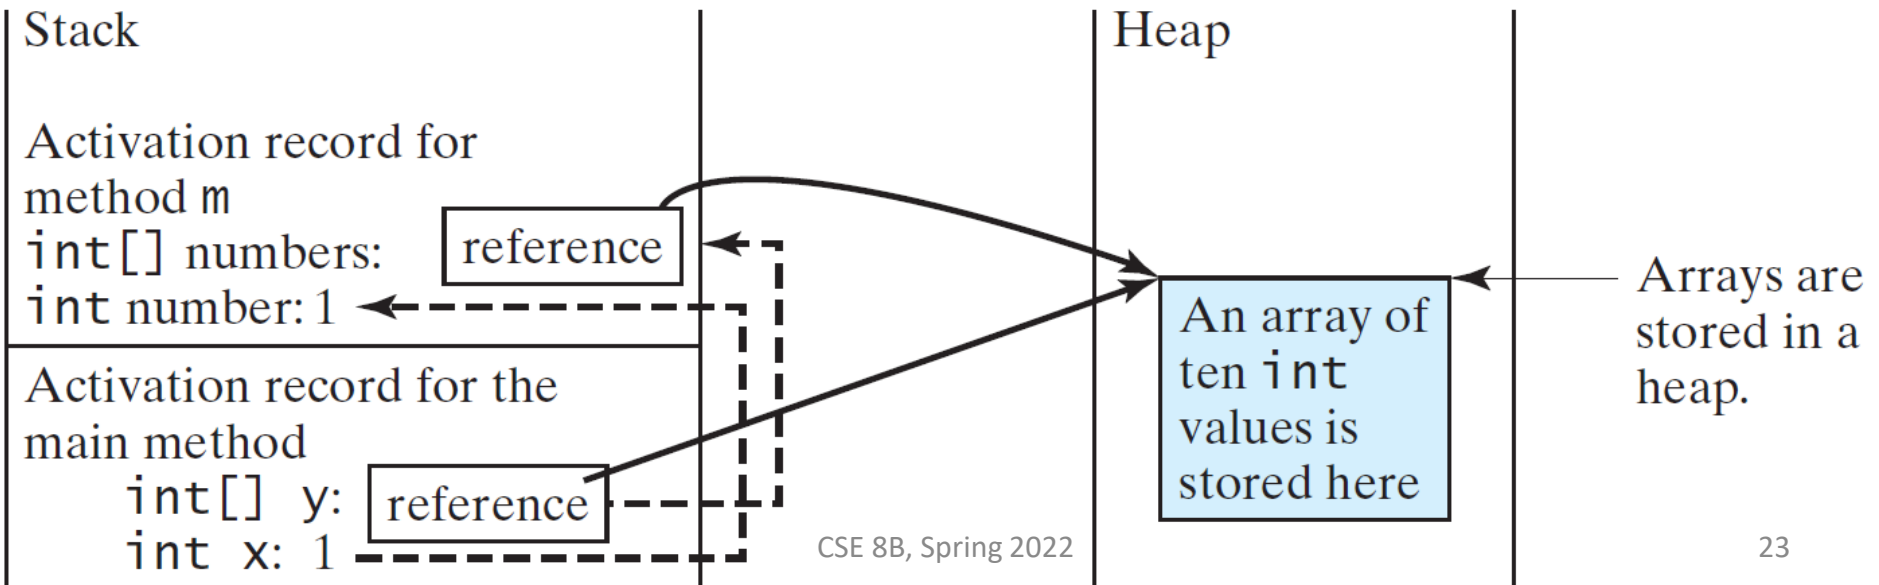 Stack
Activation record for
method m
int[] numbers:
reference
int number: 1
Activation record for the
main method
int[] y:
reference
int x: 1
Heap
An array of
ten int
values is
stored here
Arrays are
stored in a
heap.
CSE 8B, Spring 2022
23